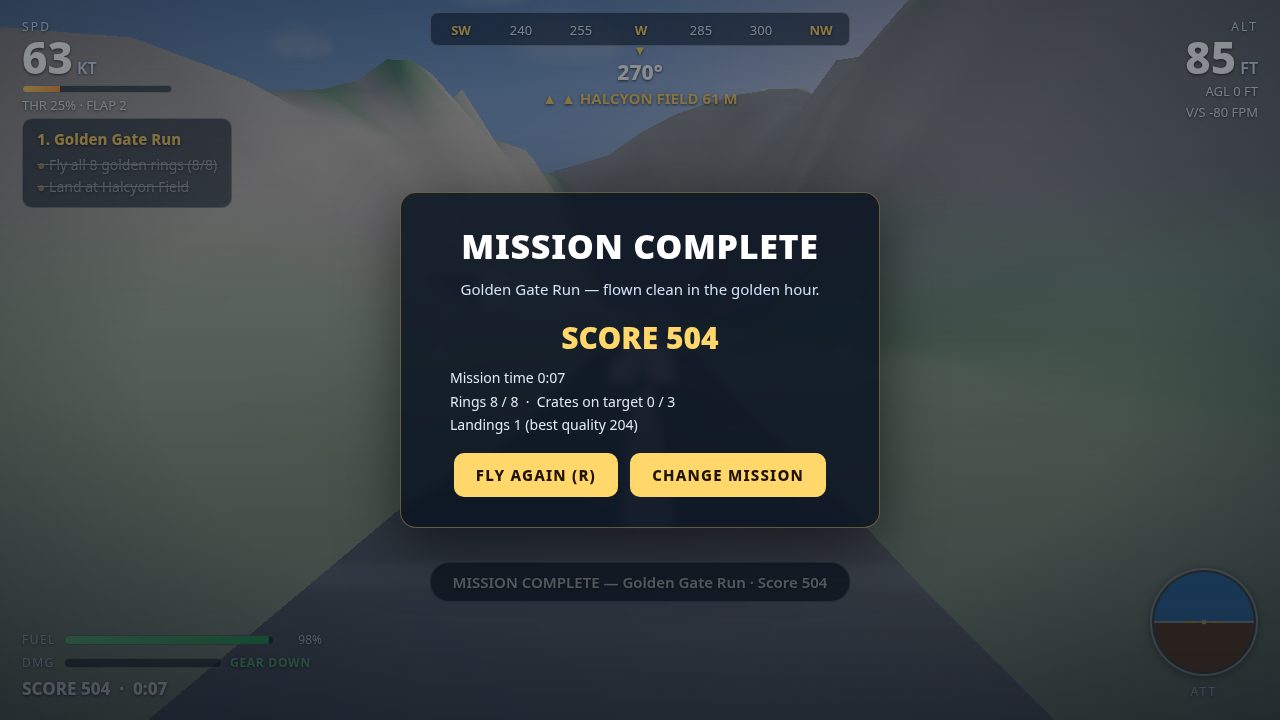 SPD
63 KT
THR 25% · FLAP 2
SW 240 255 W 285 300 NW
▼
270°
▲ ▲ HALCYON FIELD 61 M
ALT
85 FT
AGL 0 FT
V/S -80 FPM
1. Golden Gate Run
● Fly all 8 golden rings (8/8)
● Land at Halcyon Field
MISSION COMPLETE
Golden Gate Run — flown clean in the golden hour.
SCORE 504
Mission time 0:07
Rings 8 / 8 · Crates on target 0 / 3
Landings 1 (best quality 204)
FLY AGAIN (R) CHANGE MISSION
MISSION COMPLETE — Golden Gate Run · Score 504
FUEL 98%
DMG GEAR DOWN
SCORE 504 · 0:07
ATT